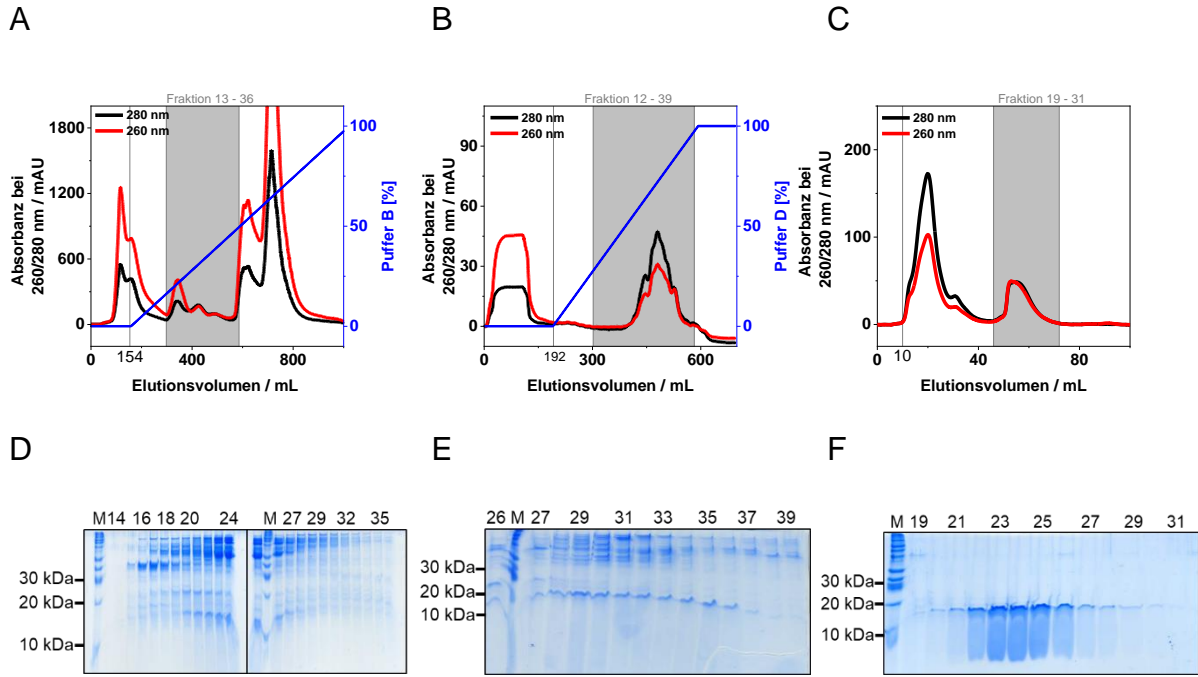 A
B
C
Fraktion 13 - 36
280 nm
260 nm
1800
1200
600
0
Absorbanz bei
260/280 nm / mAU
100
50
0
Puffer B [%]
0
154
400
800
Elutionsvolumen / mL
Fraktion 12 - 39
280 nm
260 nm
90
60
30
0
Absorbanz bei
260/280 nm / mAU
100
50
0
Puffer D [%]
0
192
300
600
Elutionsvolumen / mL
Fraktion 19 - 31
280 nm
260 nm
200
100
0
Absorbanz bei
260/280 nm / mAU
0
10
40
80
Elutionsvolumen / mL
D
E
F
M 14 16 18 20 24 M 27 29 32 35
30 kDa
20 kDa
10 kDa
26 M 27 29 31 33 35 37 39
30 kDa
20 kDa
10 kDa
M 19 21 23 25 27 29 31
30 kDa
20 kDa
10 kDa